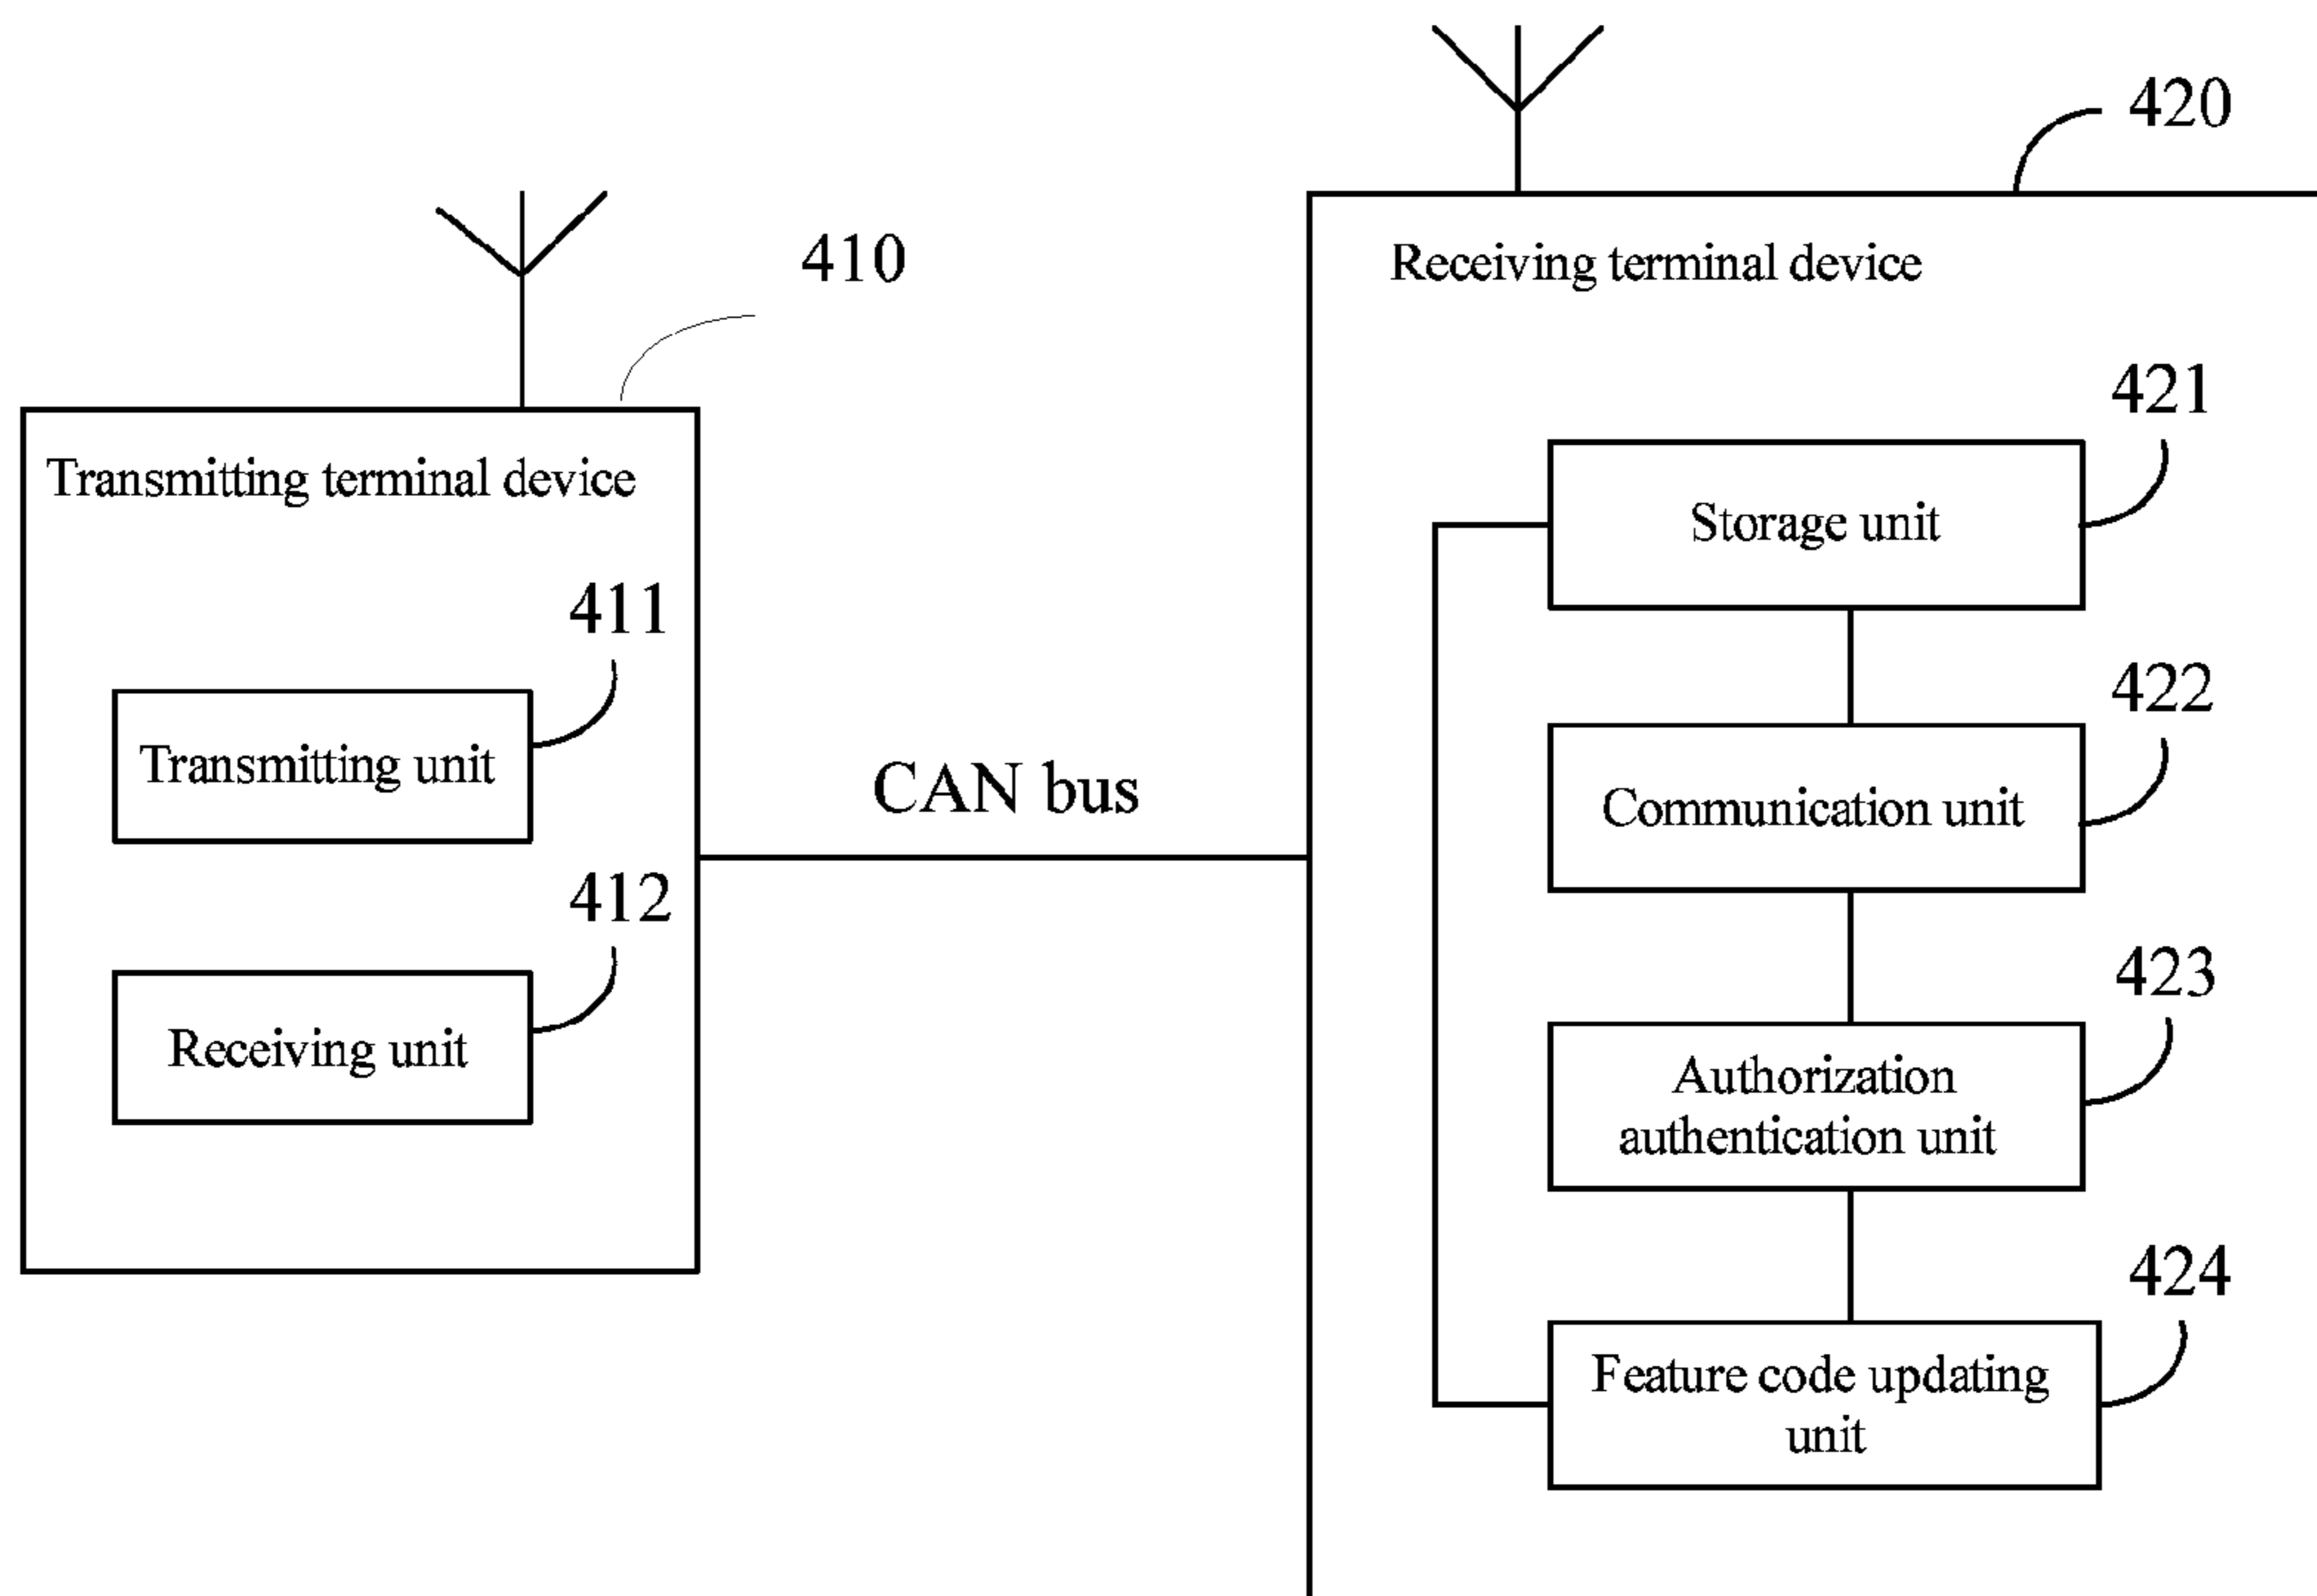 420
410
Receiving terminal device
421
Transmitting terminal device
Storage unit
411
422
Transmitting unit
CAN bus
Communication unit
412
423
Receiving unit
Authorization
authentication unit
424
Feature code updating
unit